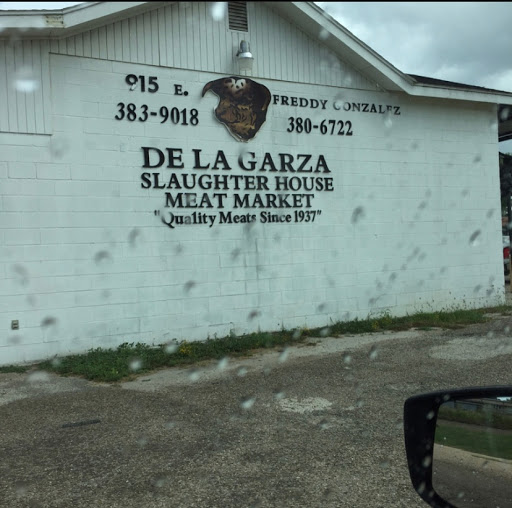 915 E. FREDDY GONZALEZ
383-9018 380-6722
DE LA GARZA
SLAUGHTER HOUSE
MEAT MARKET
"Quality Meats Since 1937"